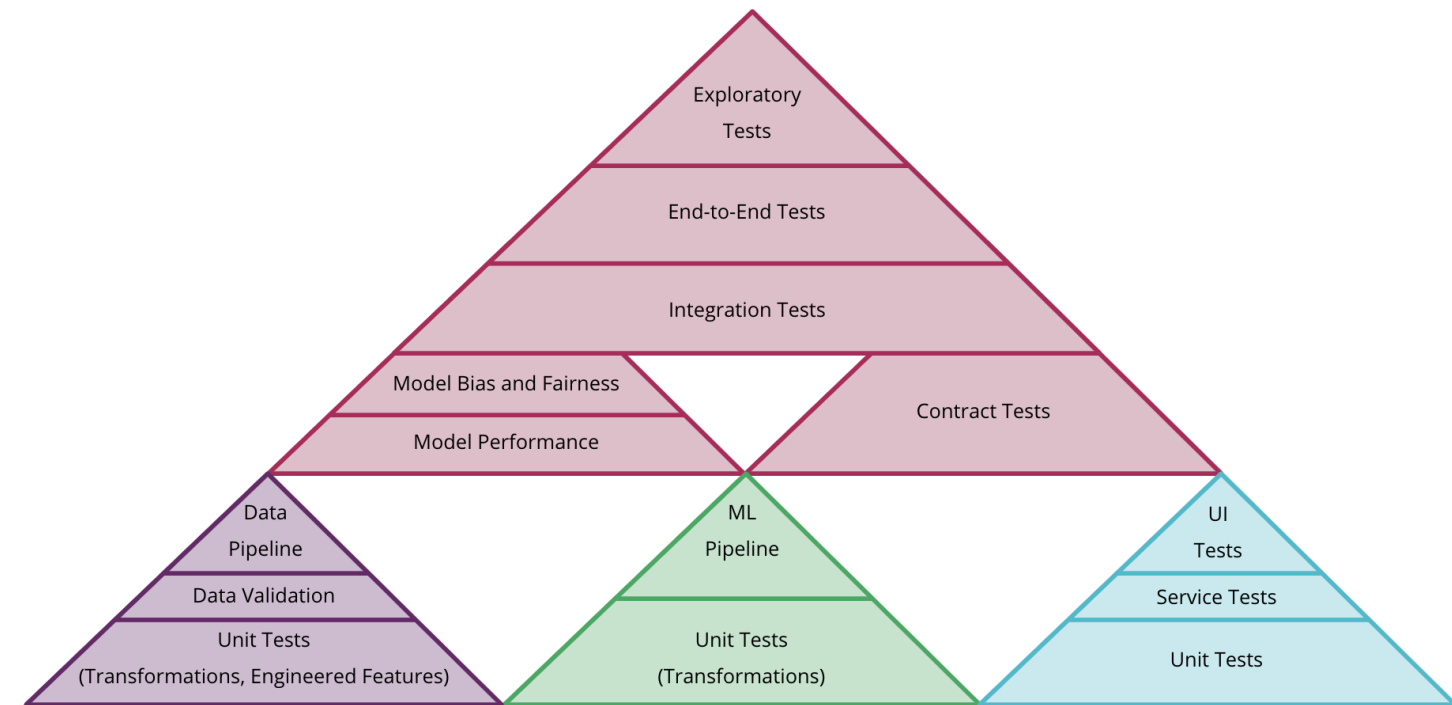 Exploratory
Tests
End-to-End Tests
Integration Tests
Model Bias and Fairness
Model Performance
Contract Tests
Data
Pipeline
Data Validation
Unit Tests
(Transformations, Engineered Features)
ML
Pipeline
Unit Tests
(Transformations)
UI
Tests
Service Tests
Unit Tests